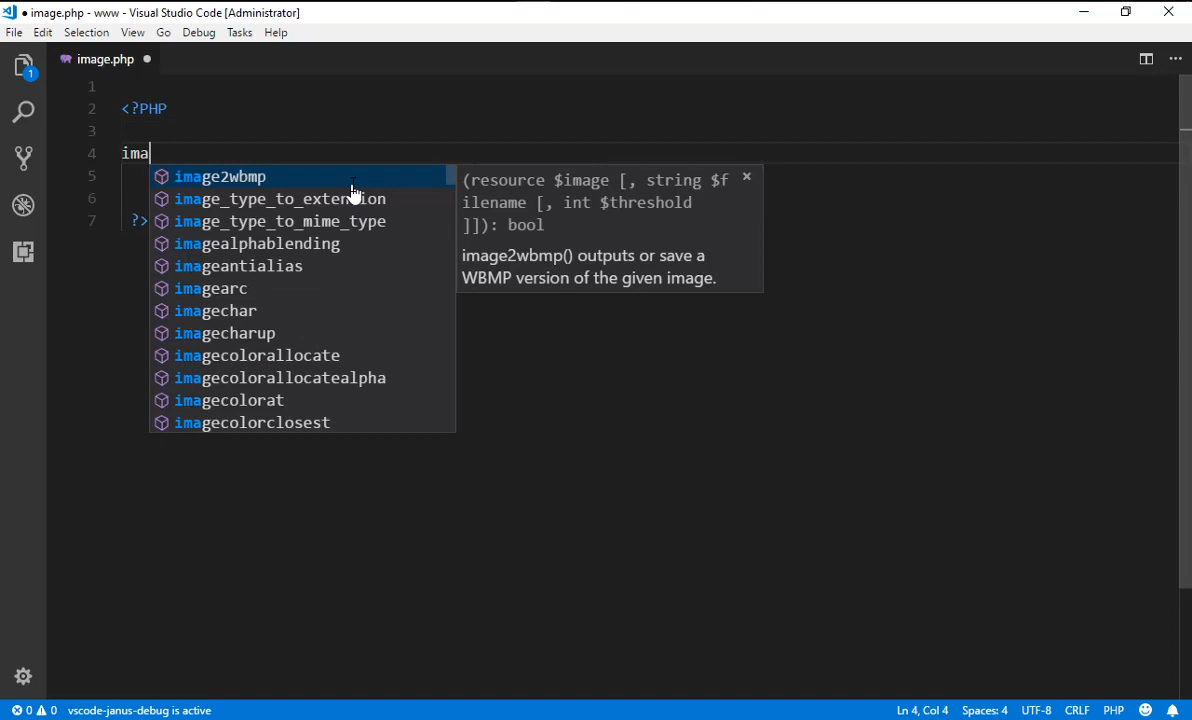 ● image.php - www - Visual Studio Code [Administrator]
File Edit Selection View Go Debug Tasks Help
image.php ●
1
2 <?PHP
3
4 ima
5
6
7 ?>
image2wbmp
image_type_to_extension
image_type_to_mime_type
imagealphablending
imageantialias
imagearc
imagechar
imagecharup
imagecolorallocate
imagecolorallocatealpha
imagecolorat
imagecolorclosest
(resource $image [, string $f
ilename [, int $threshold
]]): bool
image2wbmp() outputs or save a
WBMP version of the given image.
1
0 0 vscode-janus-debug is active Ln 4, Col 4 Spaces: 4 UTF-8 CRLF PHP